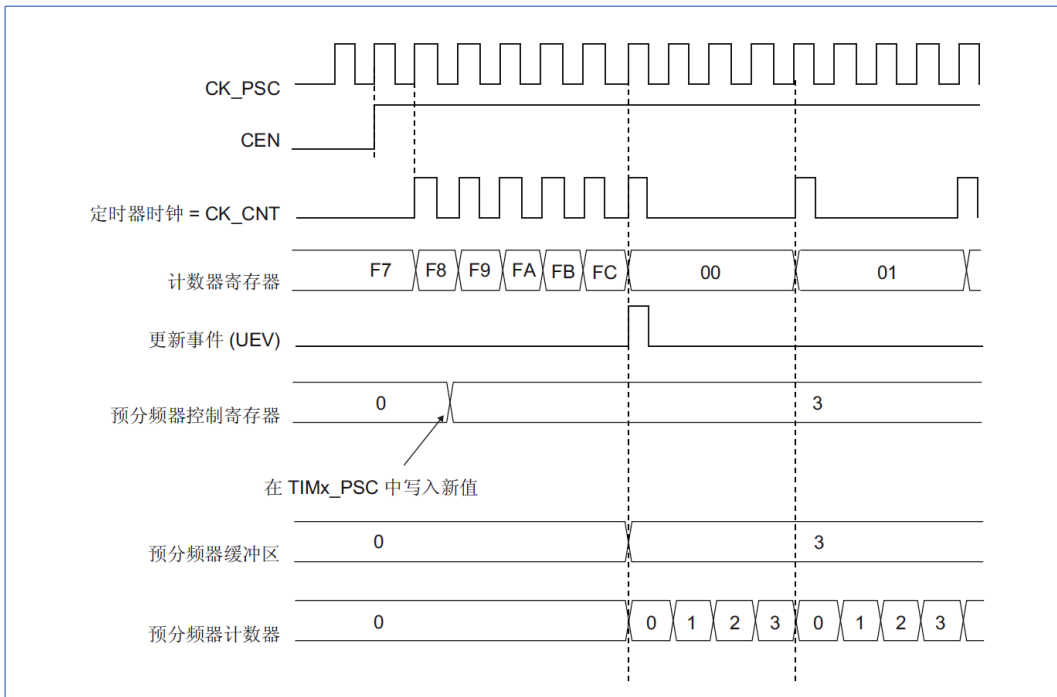 CK_PSC
CEN
定时器时钟 = CK_CNT
计数器寄存器 F7 F8 F9 FA FB FC 00 01
更新事件 (UEV)
预分频器控制寄存器 0 3
在 TIMx_PSC 中写入新值
预分频器缓冲区 0 3
预分频器计数器 0 0 1 2 3 0 1 2 3